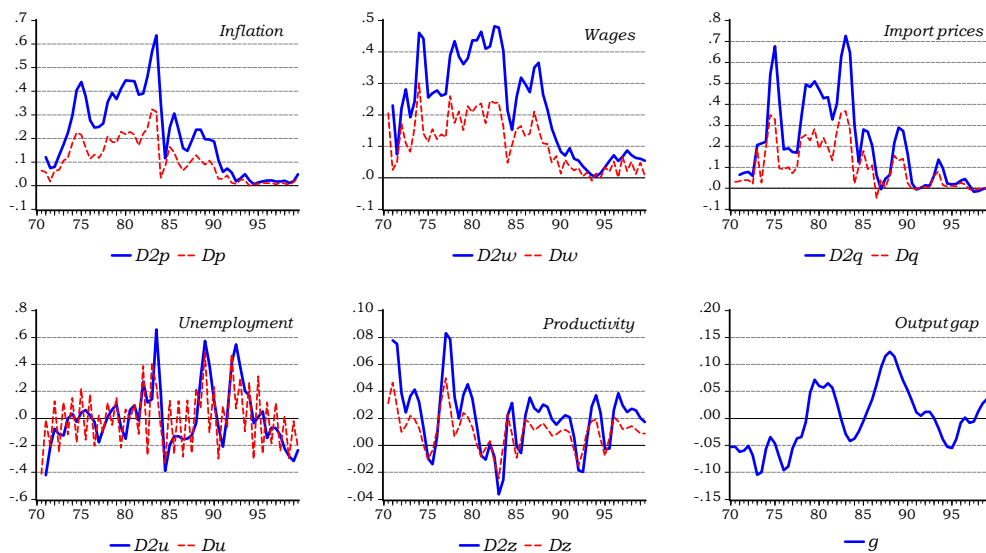 Inflation
.7
.6
.5
.4
.3
.2
.1
.0
-.1
70 75 80 85 90 95
D2p Dp
Wages
.5
.4
.3
.2
.1
.0
-.1
70 75 80 85 90 95
D2w Dw
Import prices
.8
.7
.6
.5
.4
.3
.2
.1
.0
-.1
70 75 80 85 90 95
D2q Dq
Unemployment
.8
.6
.4
.2
.0
-.2
-.4
-.6
70 75 80 85 90 95
D2u Du
Productivity
.10
.08
.06
.04
.02
.00
-.02
-.04
70 75 80 85 90 95
D2z Dz
Output gap
.20
.15
.10
.05
.00
-.05
-.10
-.15
70 75 80 85 90 95
g